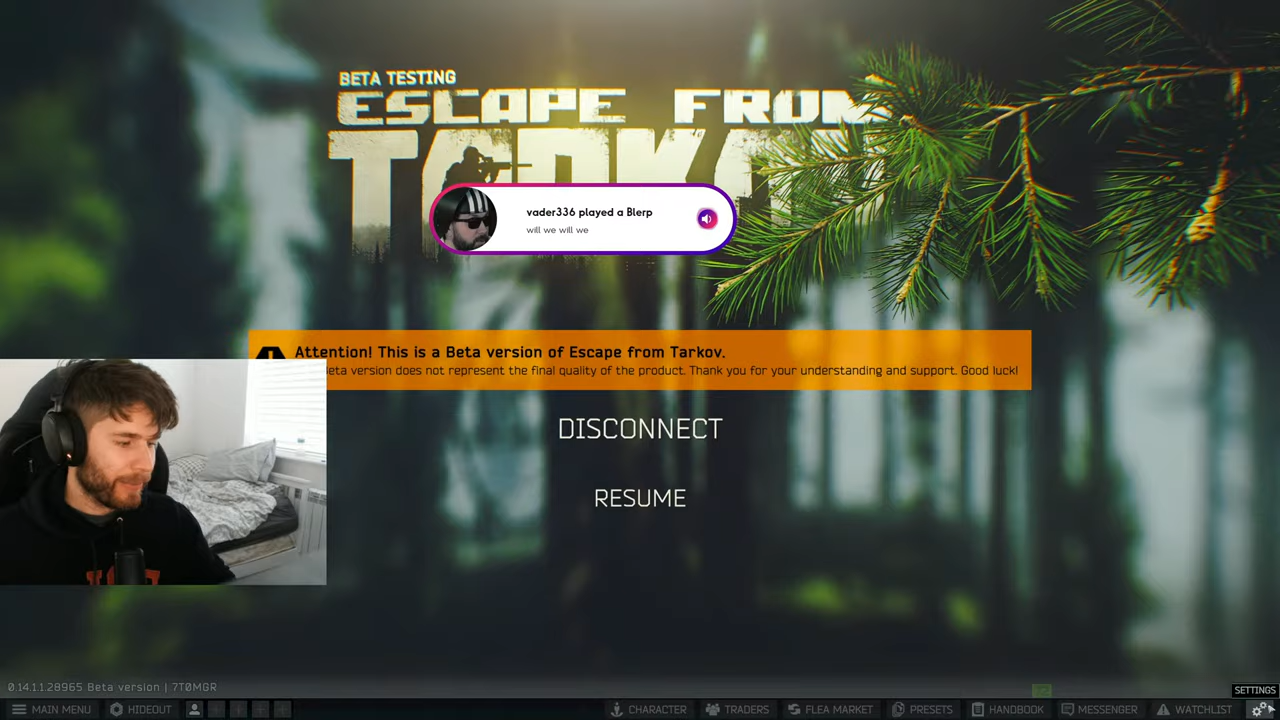 BETA TESTING
ESCAPE FROM
TARKOV
vader336 played a Blerp
will we will we
Attention! This is a Beta version of Escape from Tarkov.
Beta version does not represent the final quality of the product. Thank you for your understanding and support. Good luck!
DISCONNECT
RESUME
0.14.1.1.28965 Beta version | 7T0MGR
SETTINGS
MAIN MENU
HIDEOUT
CHARACTER
TRADERS
FLEA MARKET
PRESETS
HANDBOOK
MESSENGER
WATCHLIST